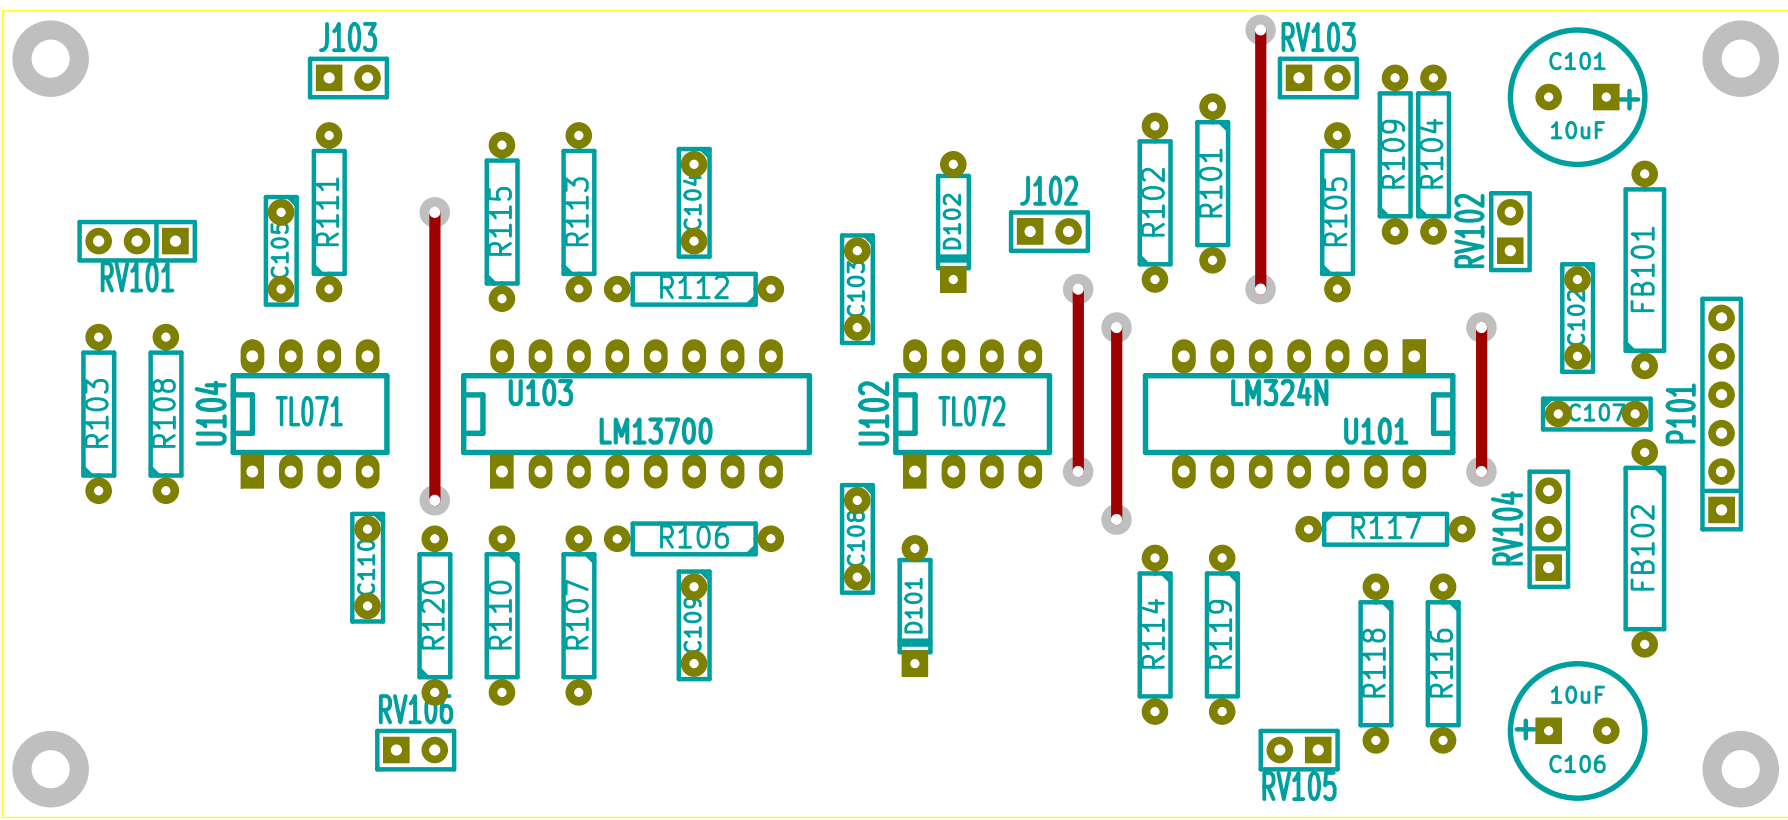 J103
RV103
C101
+
10uF
R109
R104
R101
R102
R105
R111
R115
R113
C104
D102
J102
RV102
C105
RV101
R112
C103
FB101
C102
R103
R108
U104
TL071
U103
LM13700
U102
TL072
LM324N
U101
C107
P101
R117
RV104
FB102
C110
R120
R110
R107
R106
C109
C108
D101
R114
R119
R118
R116
RV106
RV105
10uF
+
C106